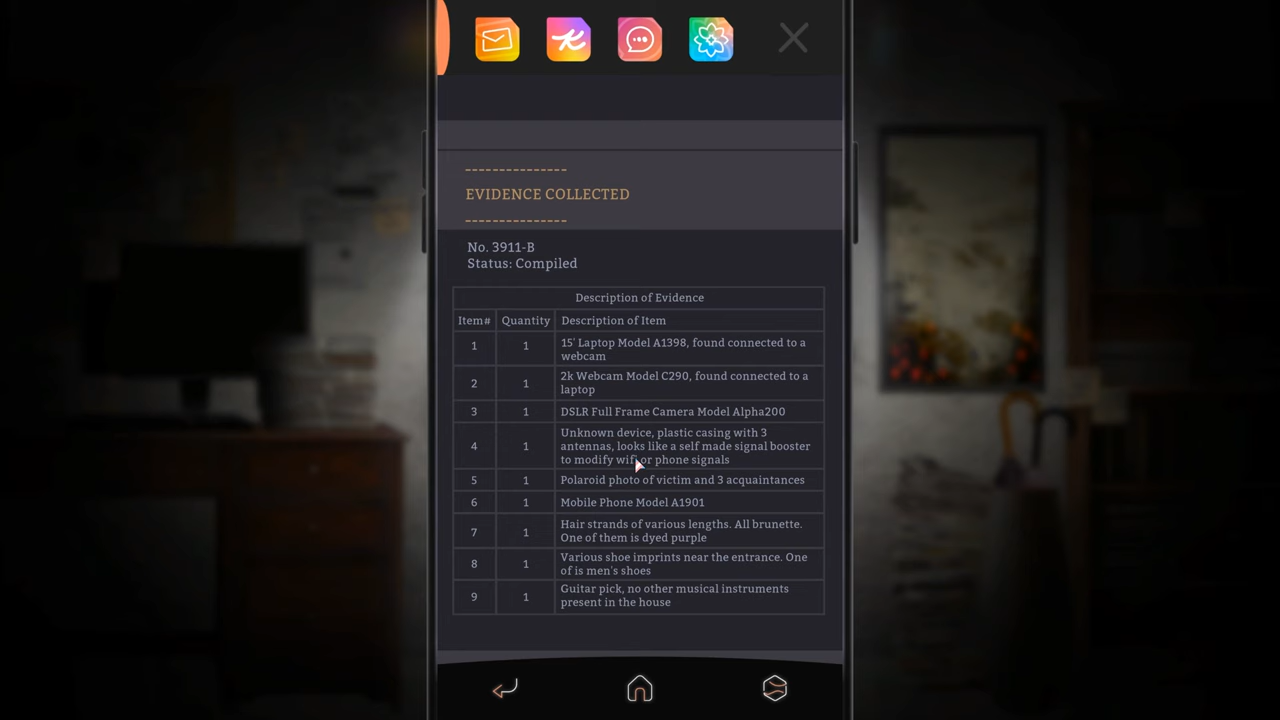 ---------------
EVIDENCE COLLECTED
---------------
No. 3911-B
Status: Compiled
Description of Evidence
Item# Quantity Description of Item
1 1 15' Laptop Model A1398, found connected to a
webcam
2 1 2k Webcam Model C290, found connected to a
laptop
3 1 DSLR Full Frame Camera Model Alpha200
4 1 Unknown device, plastic casing with 3
antennas, looks like a self made signal booster
to modify wifi or phone signals
5 1 Polaroid photo of victim and 3 acquaintances
6 1 Mobile Phone Model A1901
7 1 Hair strands of various lengths. All brunette.
One of them is dyed purple
8 1 Various shoe imprints near the entrance. One
of is men's shoes
9 1 Guitar pick, no other musical instruments
present in the house